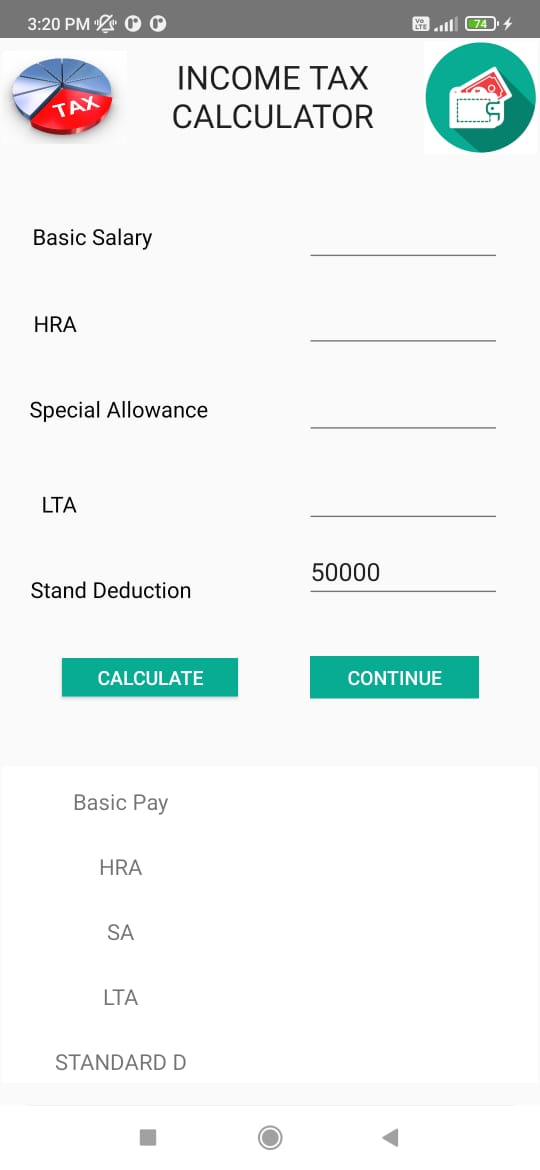 3:20 PM
Vo
LTE
74
TAX
INCOME TAX
CALCULATOR
Basic Salary
HRA
Special Allowance
LTA
50000
Stand Deduction
CALCULATE
CONTINUE
Basic Pay
HRA
SA
LTA
STANDARD D